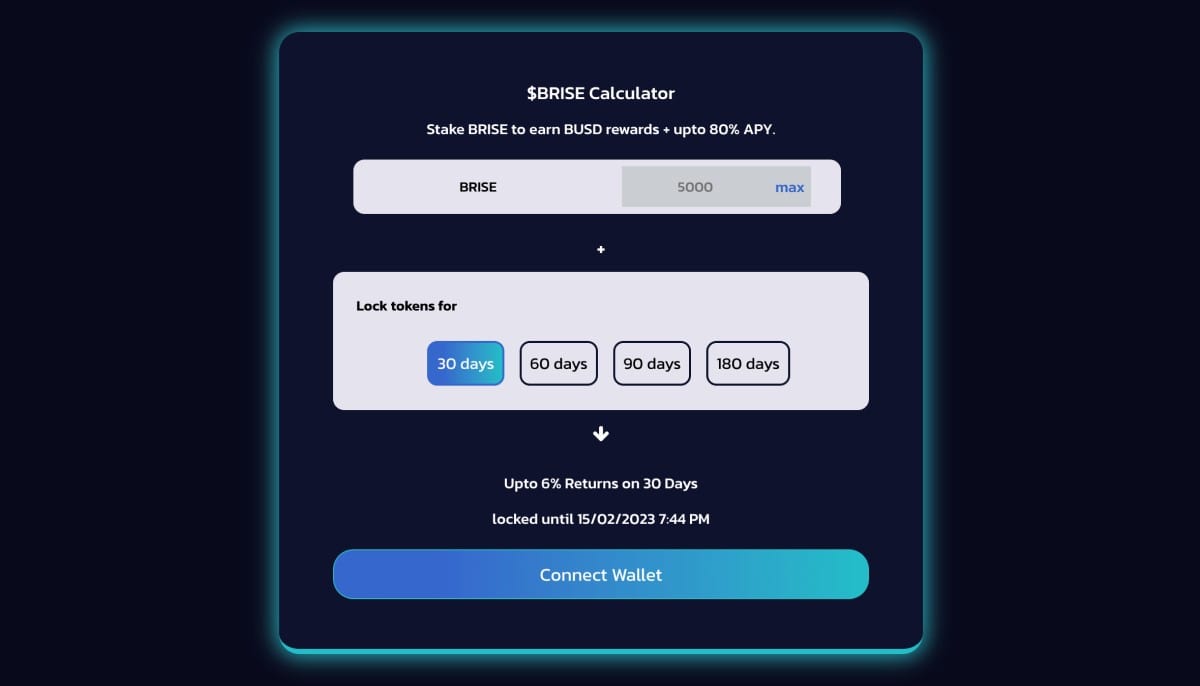 $BRISE Calculator
Stake BRISE to earn BUSD rewards + upto 80% APY.
BRISE 5000 max
+
Lock tokens for
30 days 60 days 90 days 180 days
Upto 6% Returns on 30 Days
locked until 15/02/2023 7:44 PM
Connect Wallet